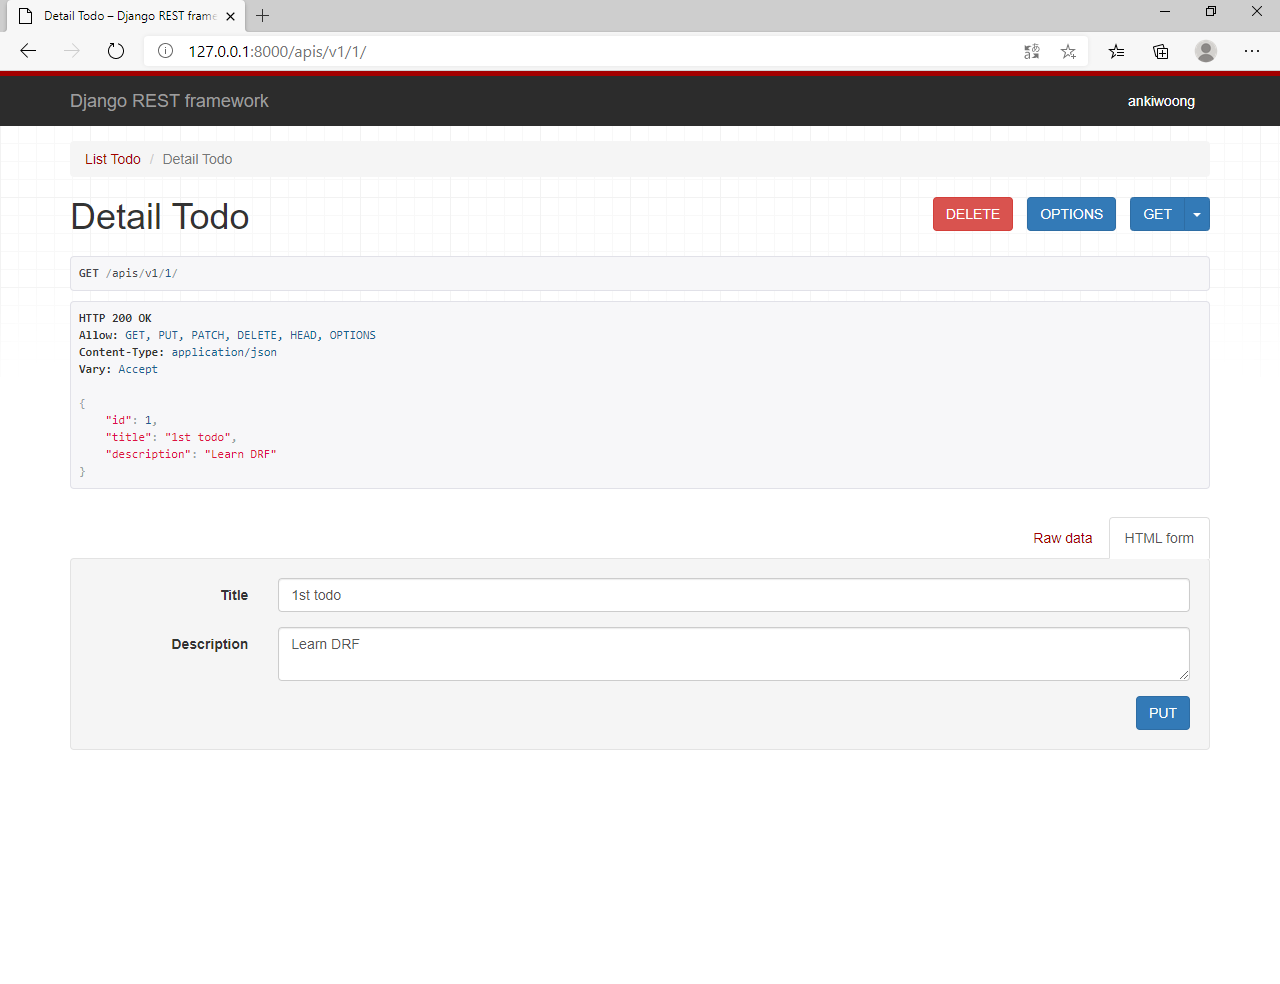 Detail Todo – Django REST frame
127.0.0.1:8000/apis/v1/1/
Django REST framework
ankiwoong
List Todo / Detail Todo
Detail Todo
DELETE
OPTIONS
GET
GET /apis/v1/1/
HTTP 200 OK
Allow: GET, PUT, PATCH, DELETE, HEAD, OPTIONS
Content-Type: application/json
Vary: Accept
{
    "id": 1,
    "title": "1st todo",
    "description": "Learn DRF"
}
Raw data
HTML form
Title
1st todo
Description
Learn DRF
PUT